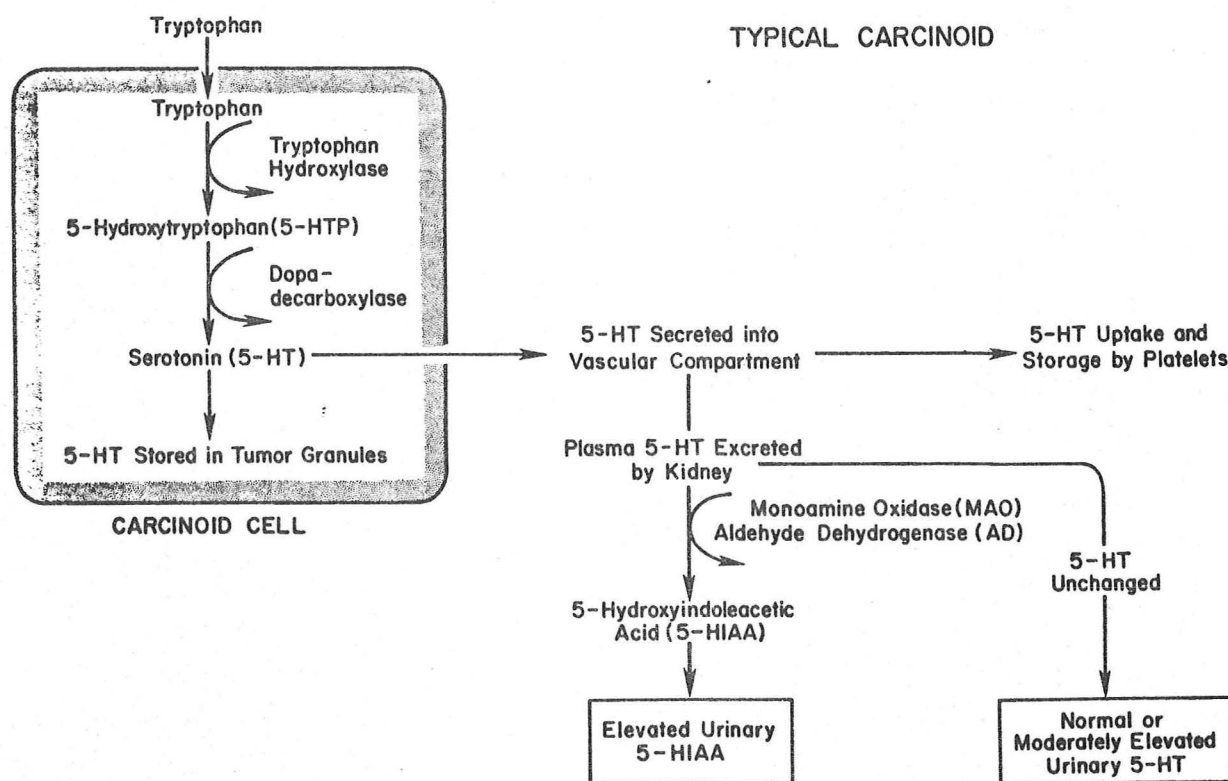 Tryptophan
TYPICAL CARCINOID
Tryptophan
Tryptophan
Hydroxylase
5-Hydroxytryptophan(5-HTP)
Dopa-
decarboxylase
Serotonin (5-HT)
5-HT Stored in Tumor Granules
CARCINOID CELL
5-HT Secreted into
Vascular Compartment
5-HT Uptake and
Storage by Platelets
Plasma 5-HT Excreted
by Kidney
Monoamine Oxidase(MAO)
Aldehyde Dehydrogenase (AD)
5-HT
Unchanged
5-Hydroxyindoleacetic
Acid (5-HIAA)
Elevated Urinary
5-HIAA
Normal or
Moderately Elevated
Urinary 5-HT